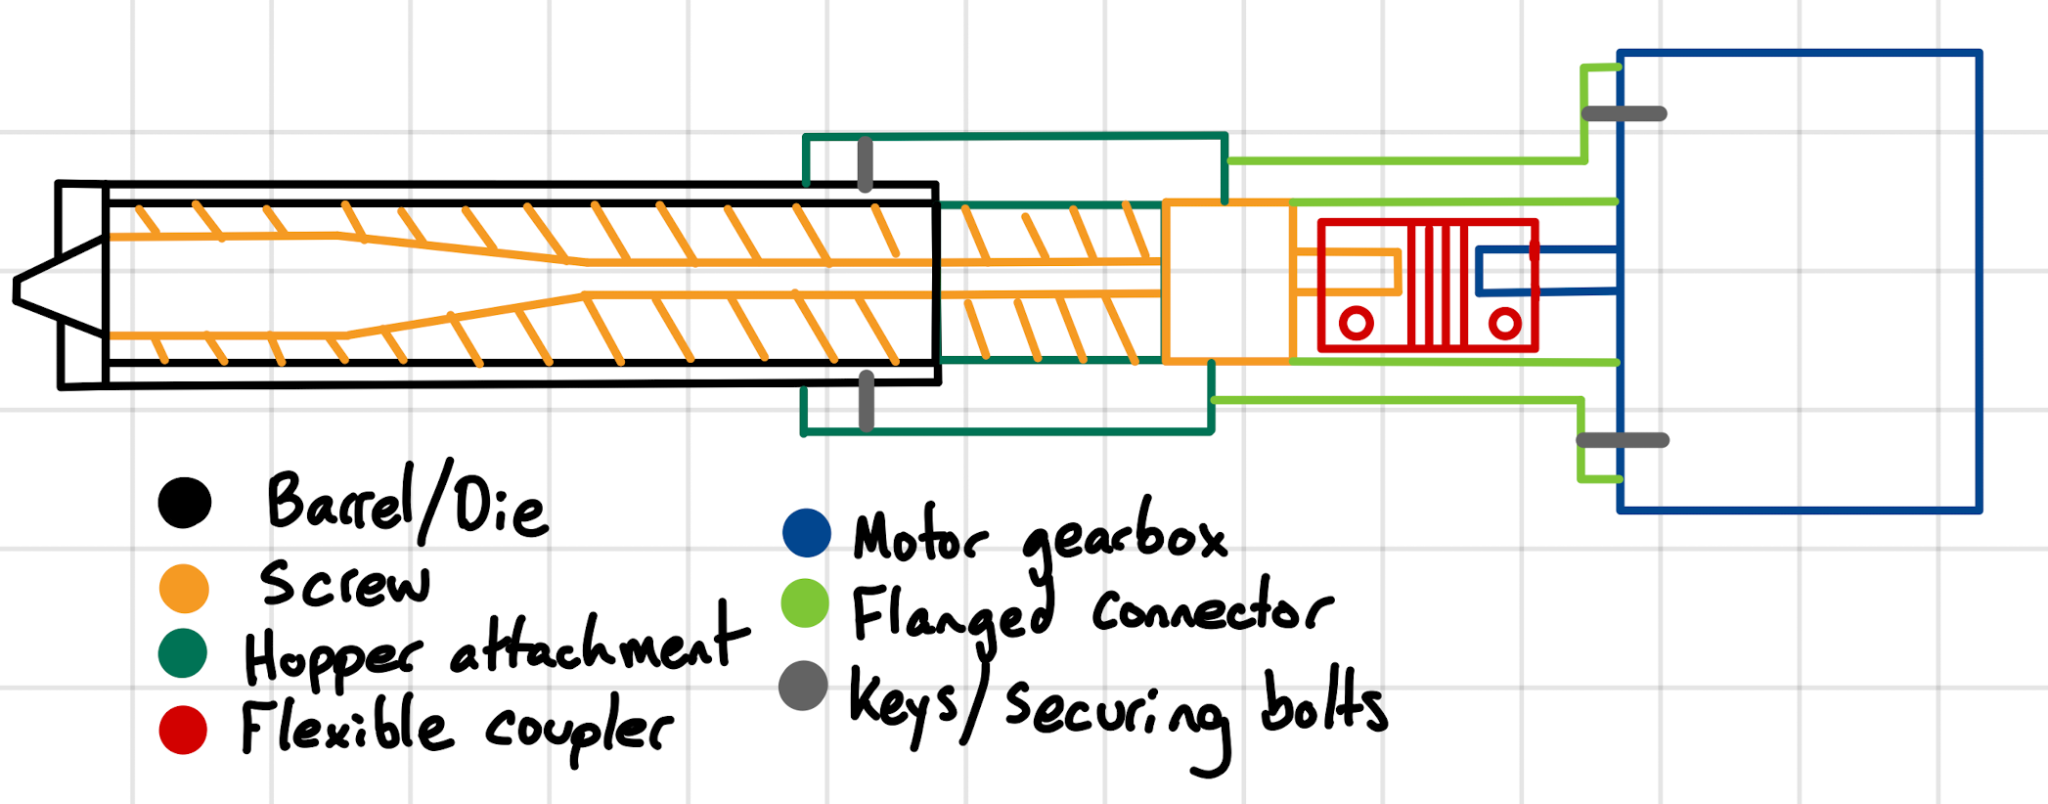 Barrel/Die
Screw
Hopper attachment
Flexible coupler
Motor gearbox
Flanged connector
Keys/securing bolts